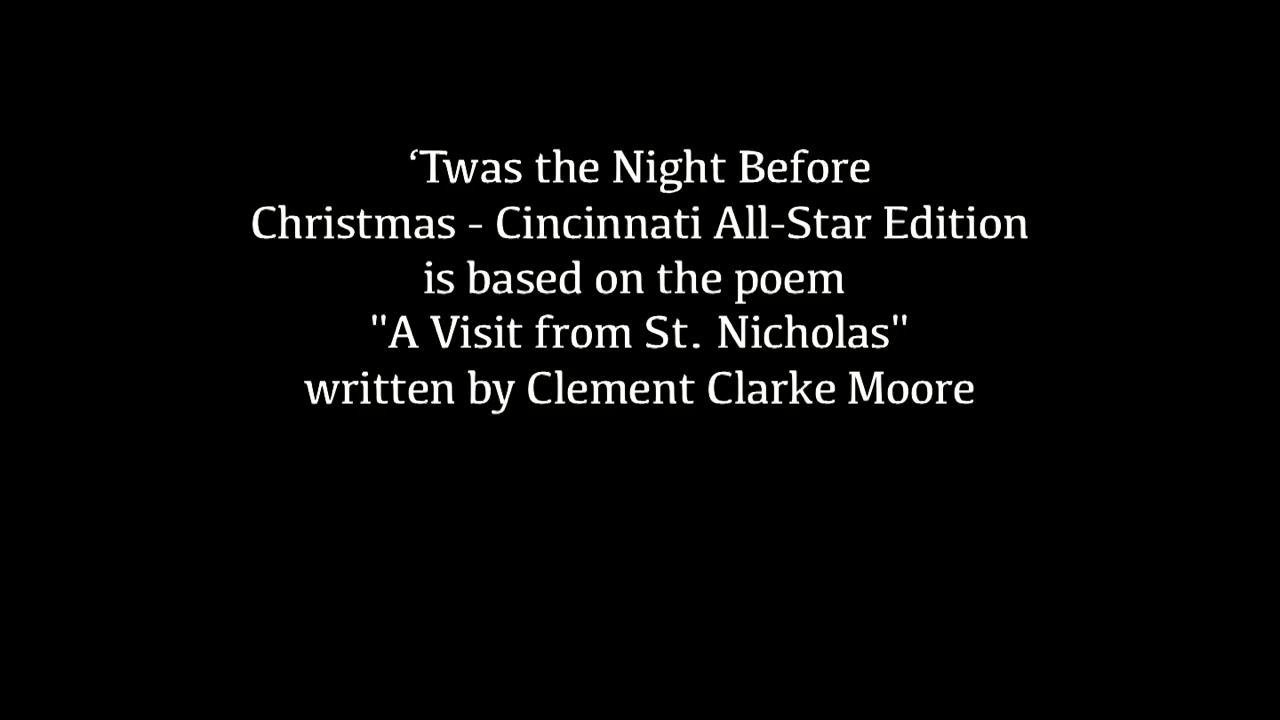 ‘Twas the Night Before
Christmas - Cincinnati All-Star Edition
is based on the poem
"A Visit from St. Nicholas"
written by Clement Clarke Moore